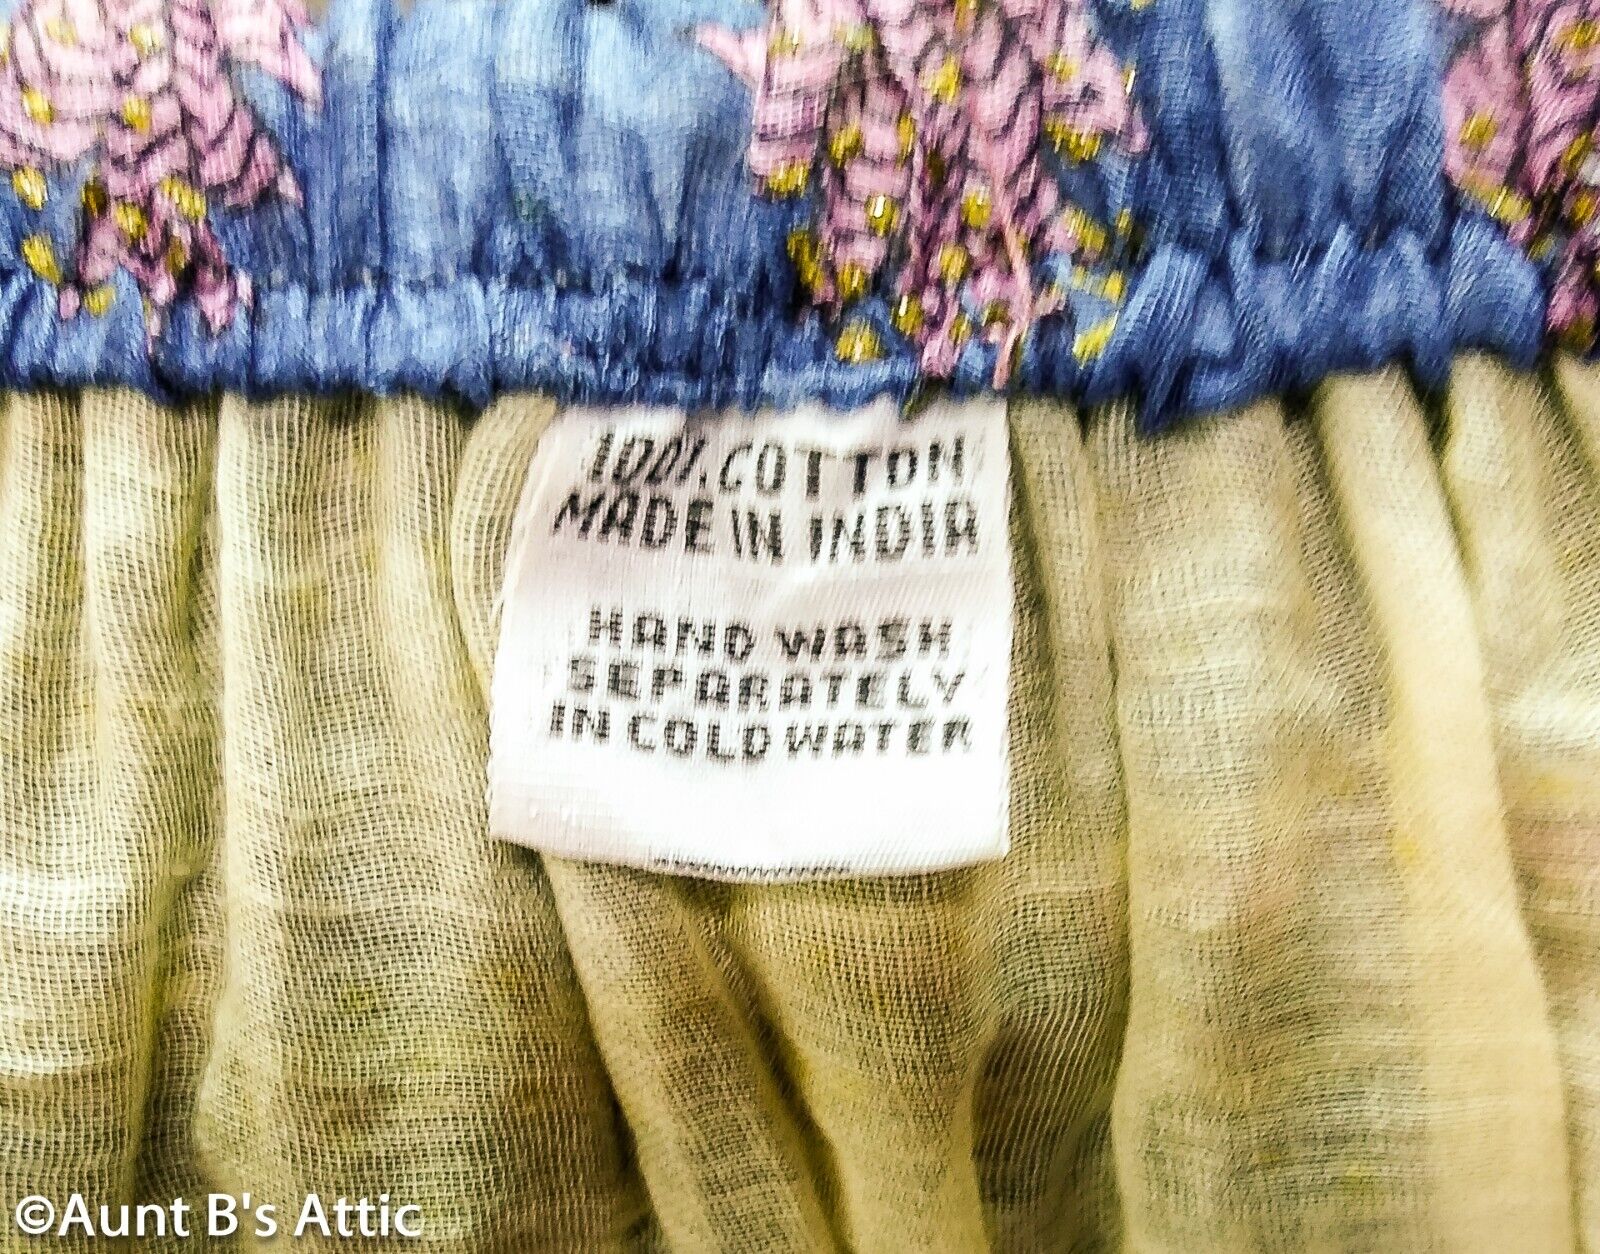 100%.COTTON
MADE IN INDIA
HAND WASH
SEPARATELY
IN COLD WATER
©Aunt B's Attic